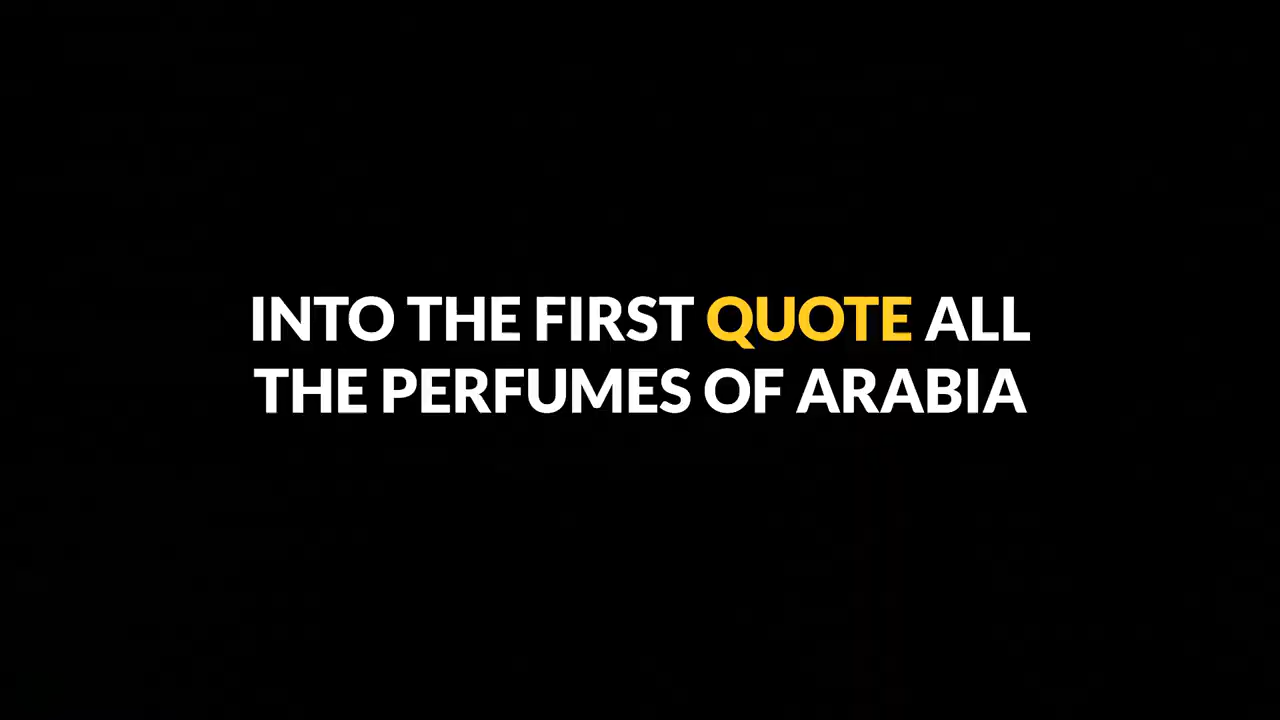 INTO THE FIRST QUOTE ALL
THE PERFUMES OF ARABIA